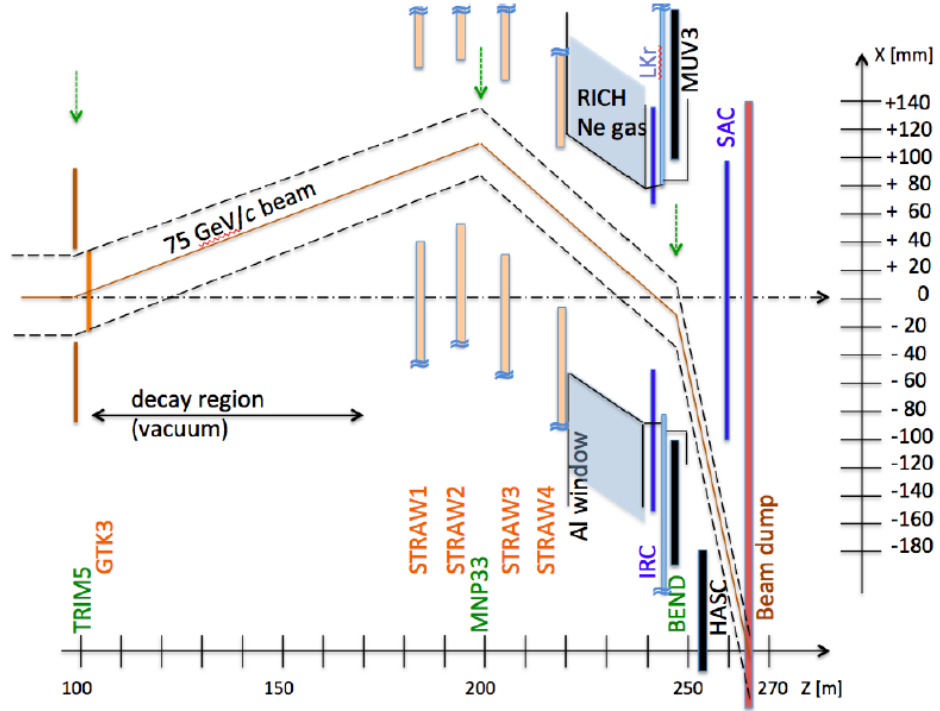 X [mm]
+140
+120
+100
+ 80
+ 60
+ 40
+ 20
0
- 20
- 40
- 60
- 80
-100
-120
-140
-160
-180
LKr
MUV3
RICH
Ne gas
SAC
75 GeV/c beam
decay region
(vacuum)
TRIM5
GTK3
STRAW1
STRAW2
MNP33
STRAW3
STRAW4
Al window
IRC
BEND
HASC
Beam dump
100
150
200
250
270
Z [m]